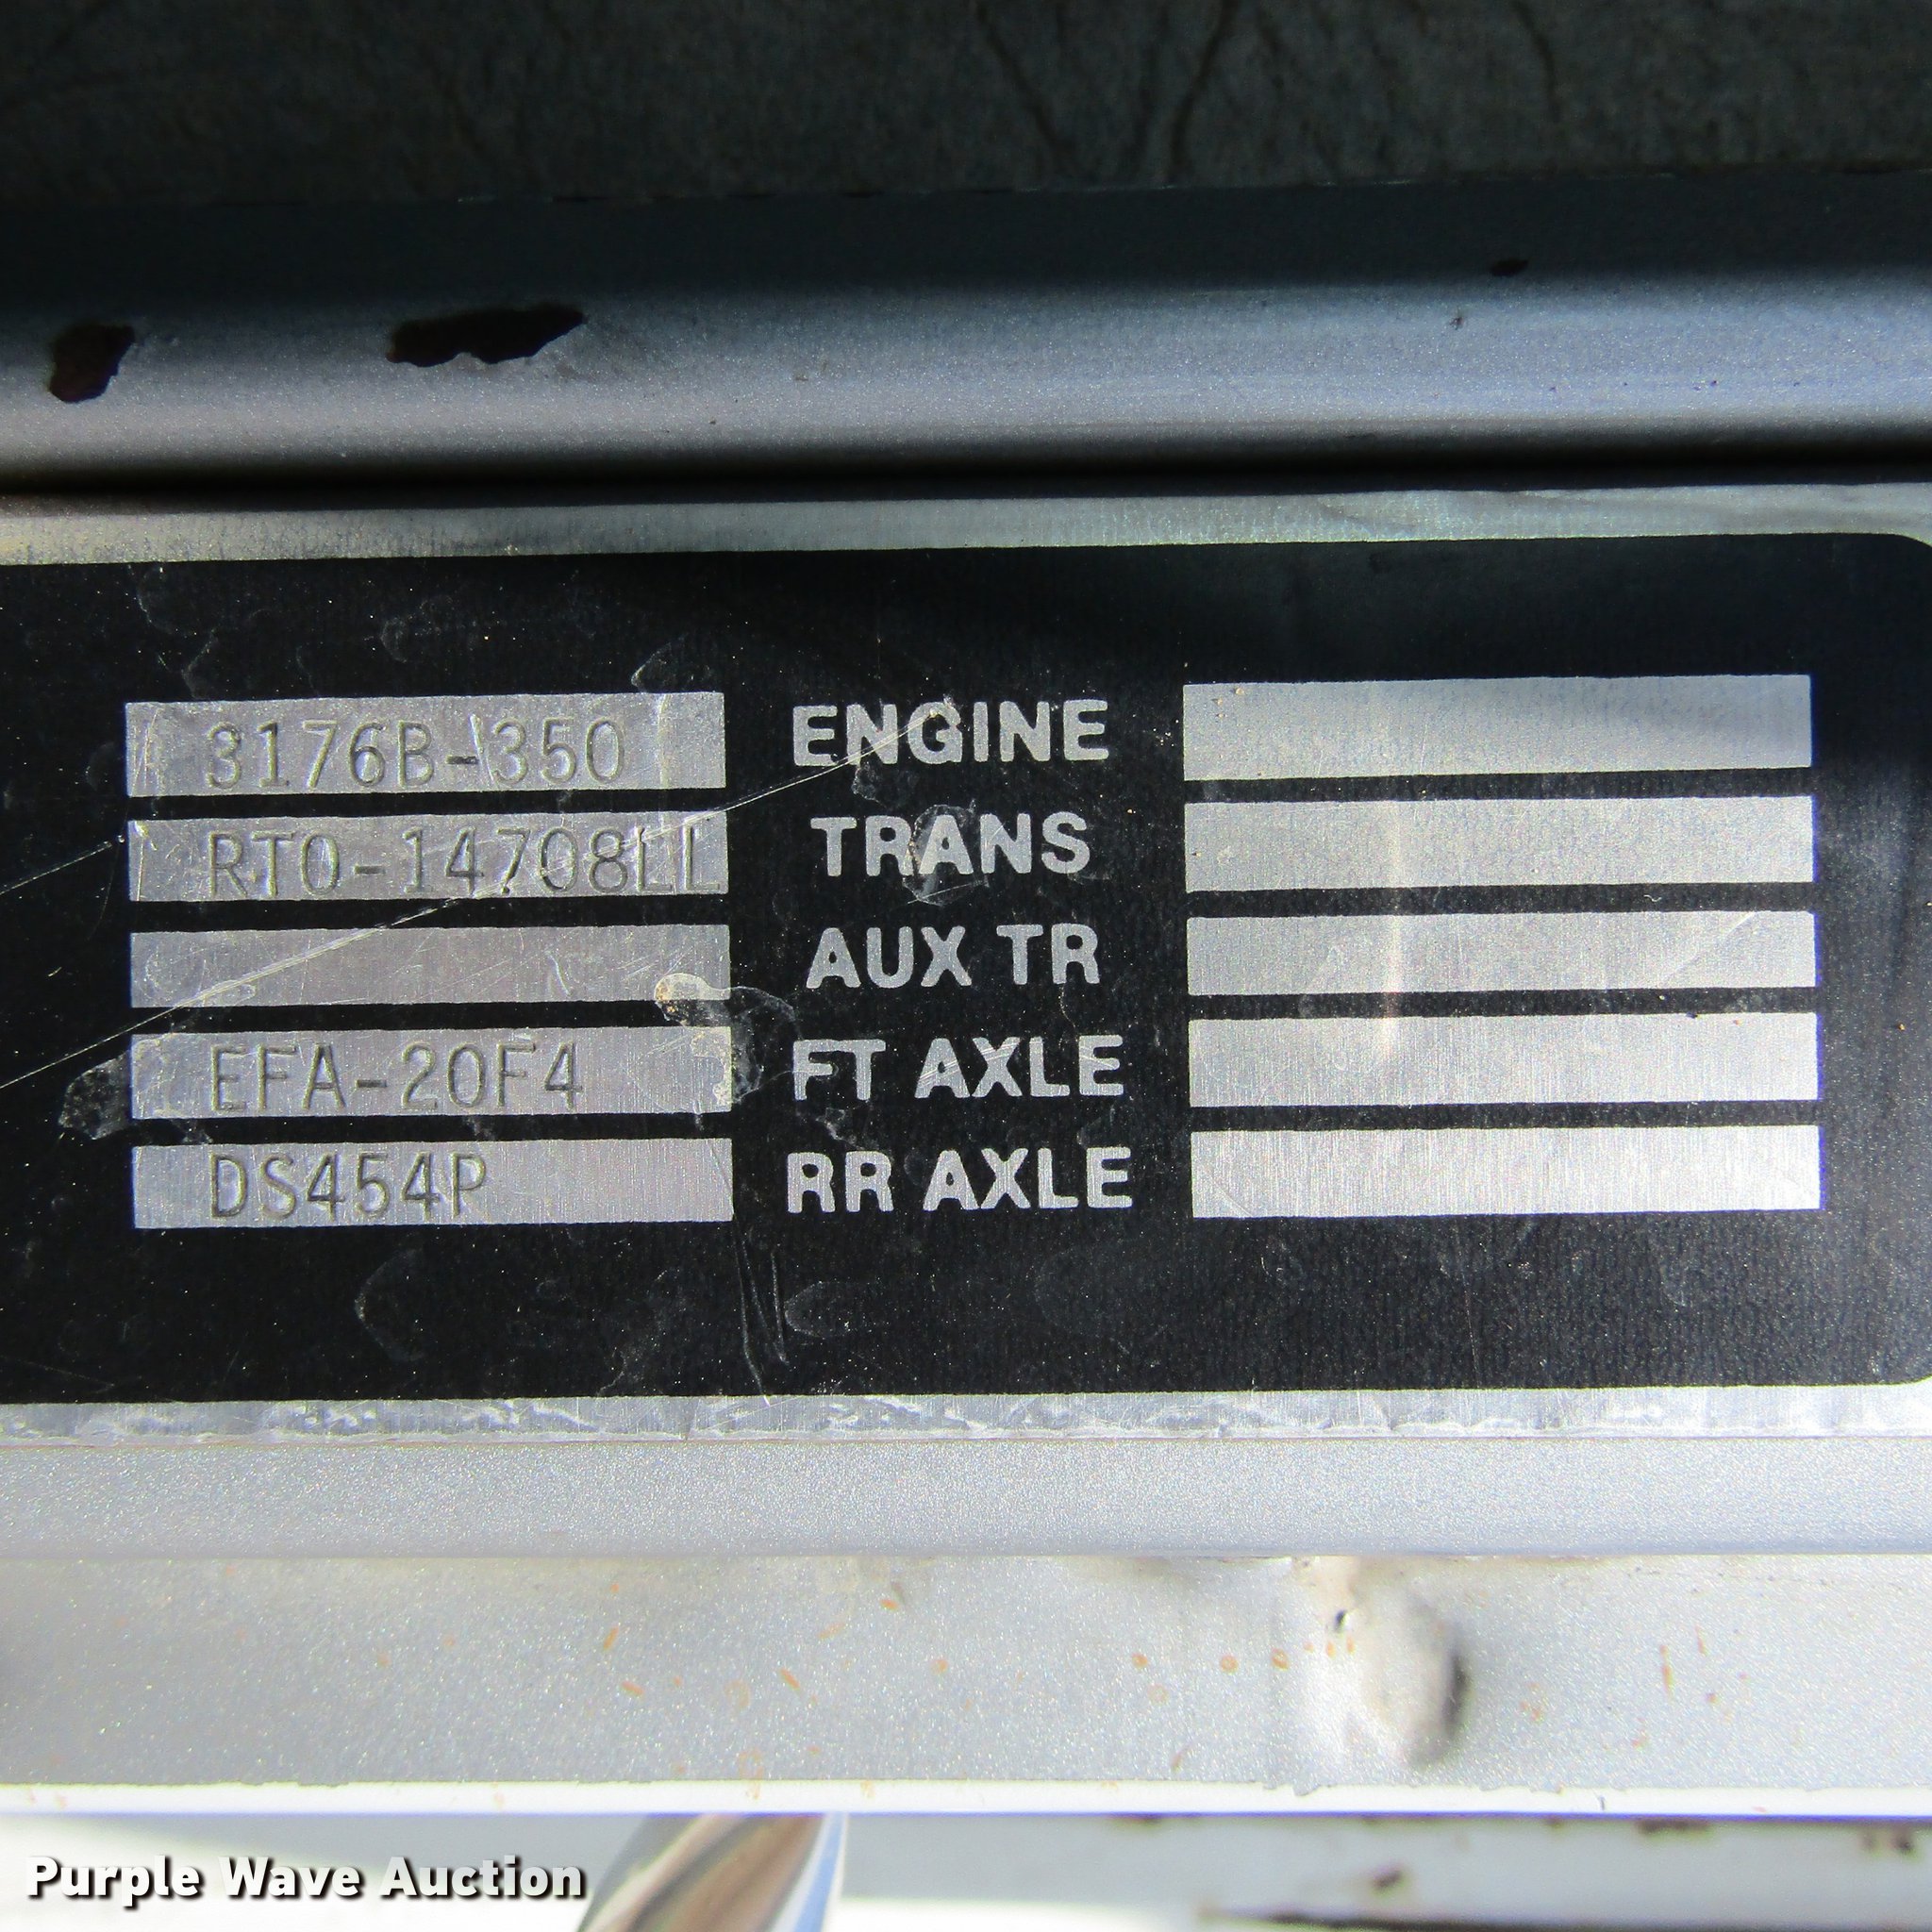 3176B-350 ENGINE
RTO-14708LL TRANS
AUX TR
EFA-20F4 FT AXLE
DS454P RR AXLE
Purple Wave Auction